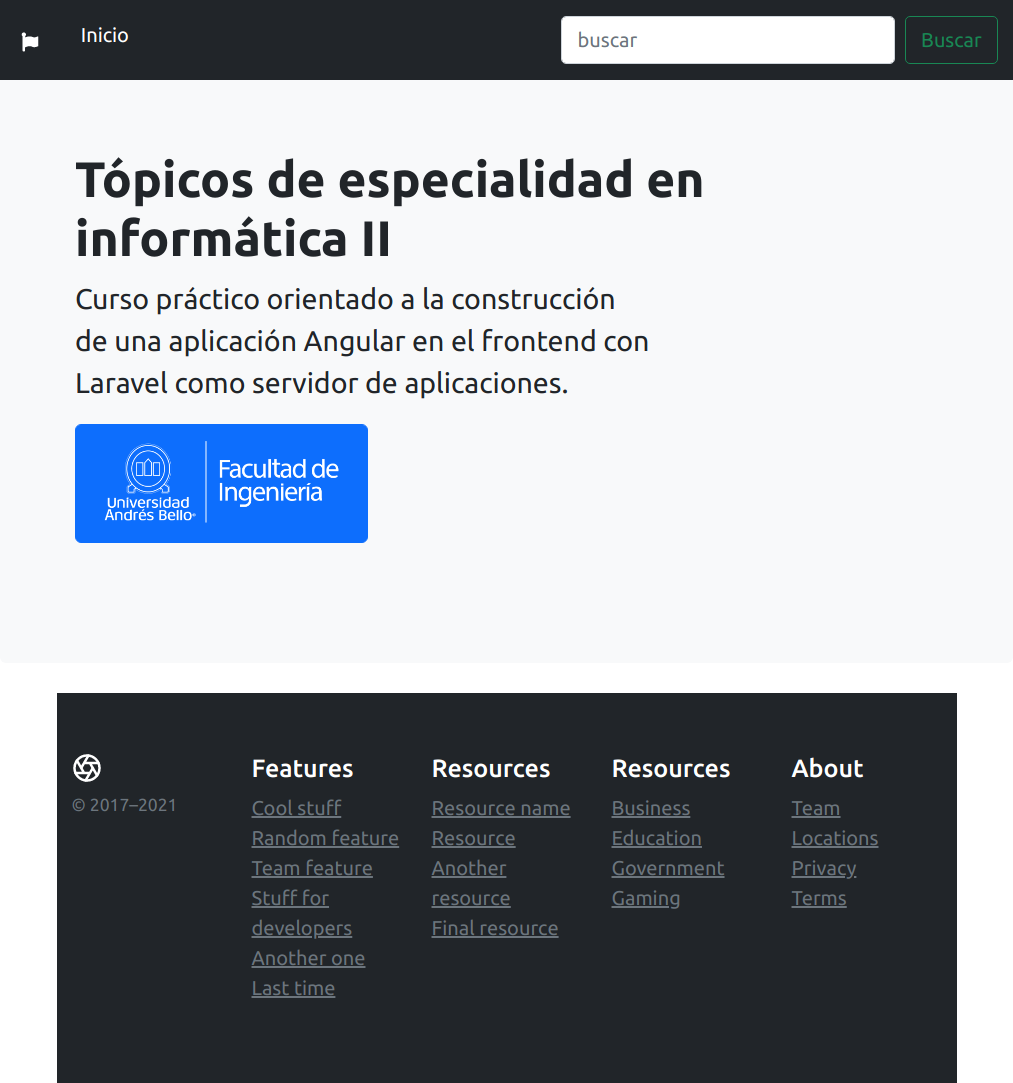 Inicio
buscar
Buscar
Tópicos de especialidad en
informática II
Curso práctico orientado a la construcción
de una aplicación Angular en el frontend con
Laravel como servidor de aplicaciones.
Universidad
Andrés Bello®
Facultad de
Ingeniería
© 2017–2021
Features
Cool stuff
Random feature
Team feature
Stuff for
developers
Another one
Last time
Resources
Resource name
Resource
Another
resource
Final resource
Resources
Business
Education
Government
Gaming
About
Team
Locations
Privacy
Terms